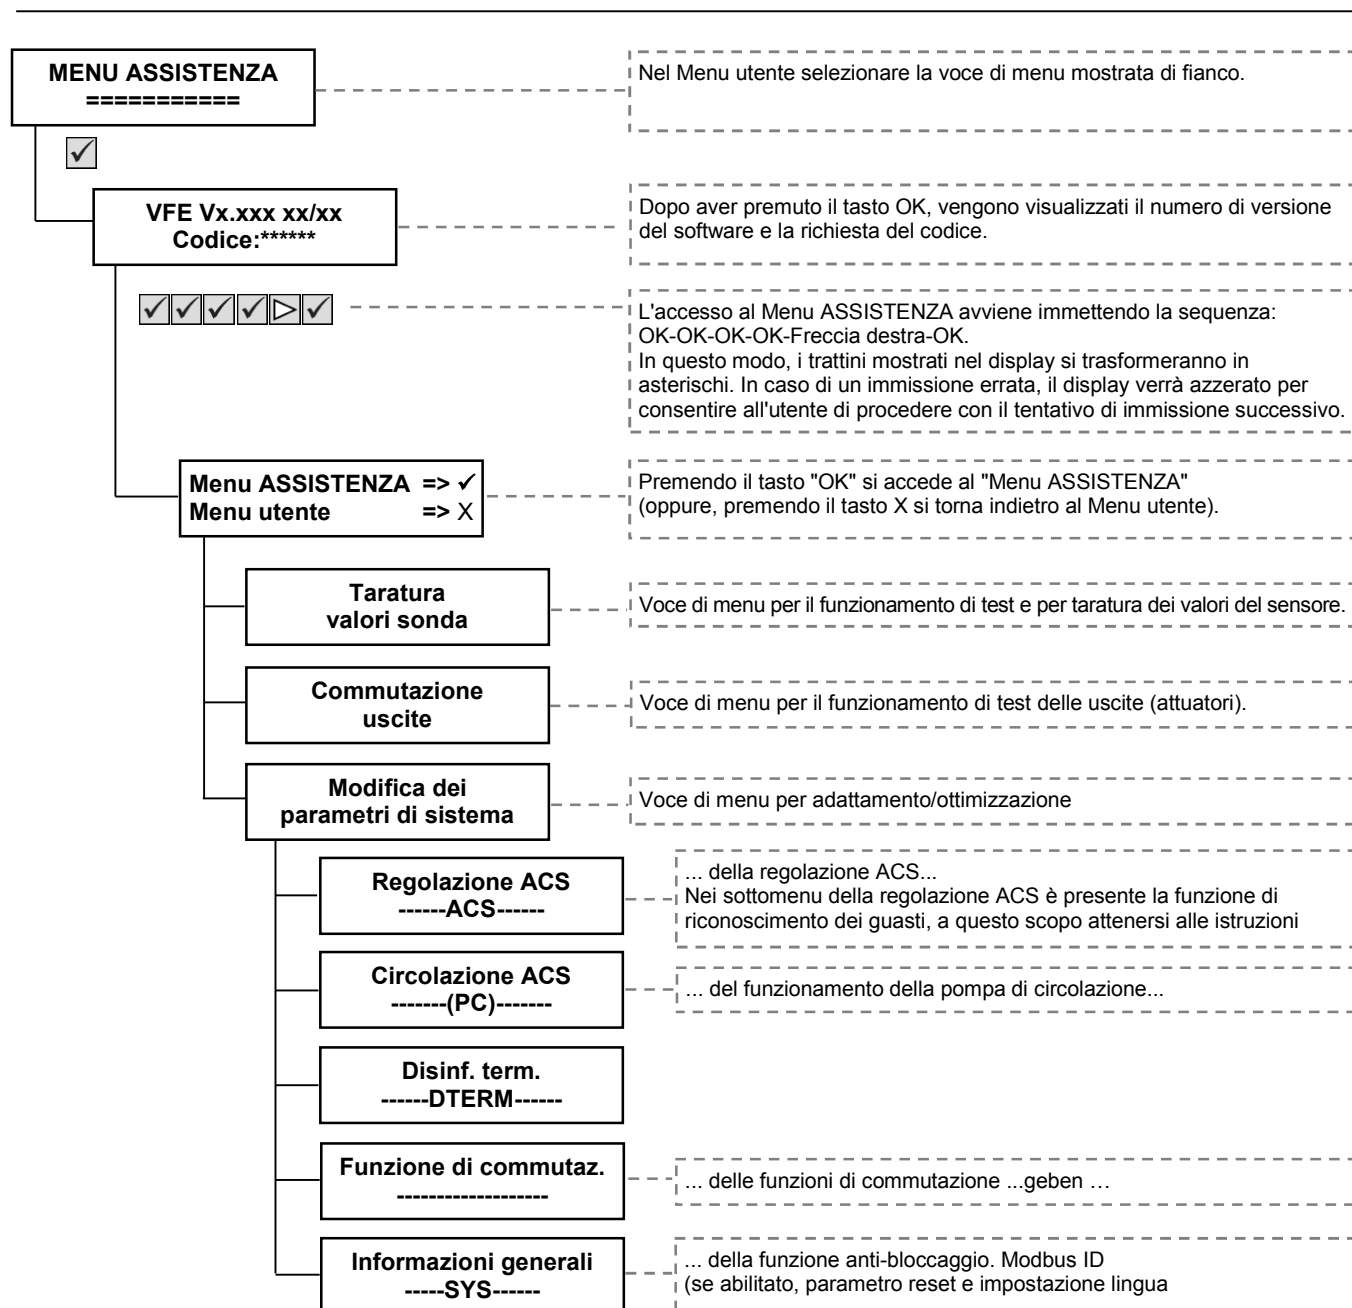 MENU ASSISTENZA
===========
Nel Menu utente selezionare la voce di menu mostrata di fianco.
VFE Vx.xxx xx/xx
Codice:******
Dopo aver premuto il tasto OK, vengono visualizzati il numero di versione
del software e la richiesta del codice.
L'accesso al Menu ASSISTENZA avviene immettendo la sequenza:
OK-OK-OK-OK-Freccia destra-OK.
In questo modo, i trattini mostrati nel display si trasformeranno in
asterischi. In caso di un immissione errata, il display verrà azzerato per
consentire all'utente di procedere con il tentativo di immissione successivo.
Menu ASSISTENZA => ✓
Menu utente => X
Premendo il tasto "OK" si accede al "Menu ASSISTENZA"
(oppure, premendo il tasto X si torna indietro al Menu utente).
Taratura
valori sonda
Voce di menu per il funzionamento di test e per taratura dei valori del sensore.
Commutazione
uscite
Voce di menu per il funzionamento di test delle uscite (attuatori).
Modifica dei
parametri di sistema
Voce di menu per adattamento/ottimizzazione
Regolazione ACS
------ACS------
... della regolazione ACS...
Nei sottomenu della regolazione ACS è presente la funzione di
riconoscimento dei guasti, a questo scopo attenersi alle istruzioni
Circolazione ACS
-------(PC)-------
... del funzionamento della pompa di circolazione...
Disinf. term.
------DTERM------
Funzione di commutaz.
-------------------
... delle funzioni di commutazione ...geben …
Informazioni generali
-----SYS------
... della funzione anti-bloccaggio. Modbus ID
(se abilitato, parametro reset e impostazione lingua